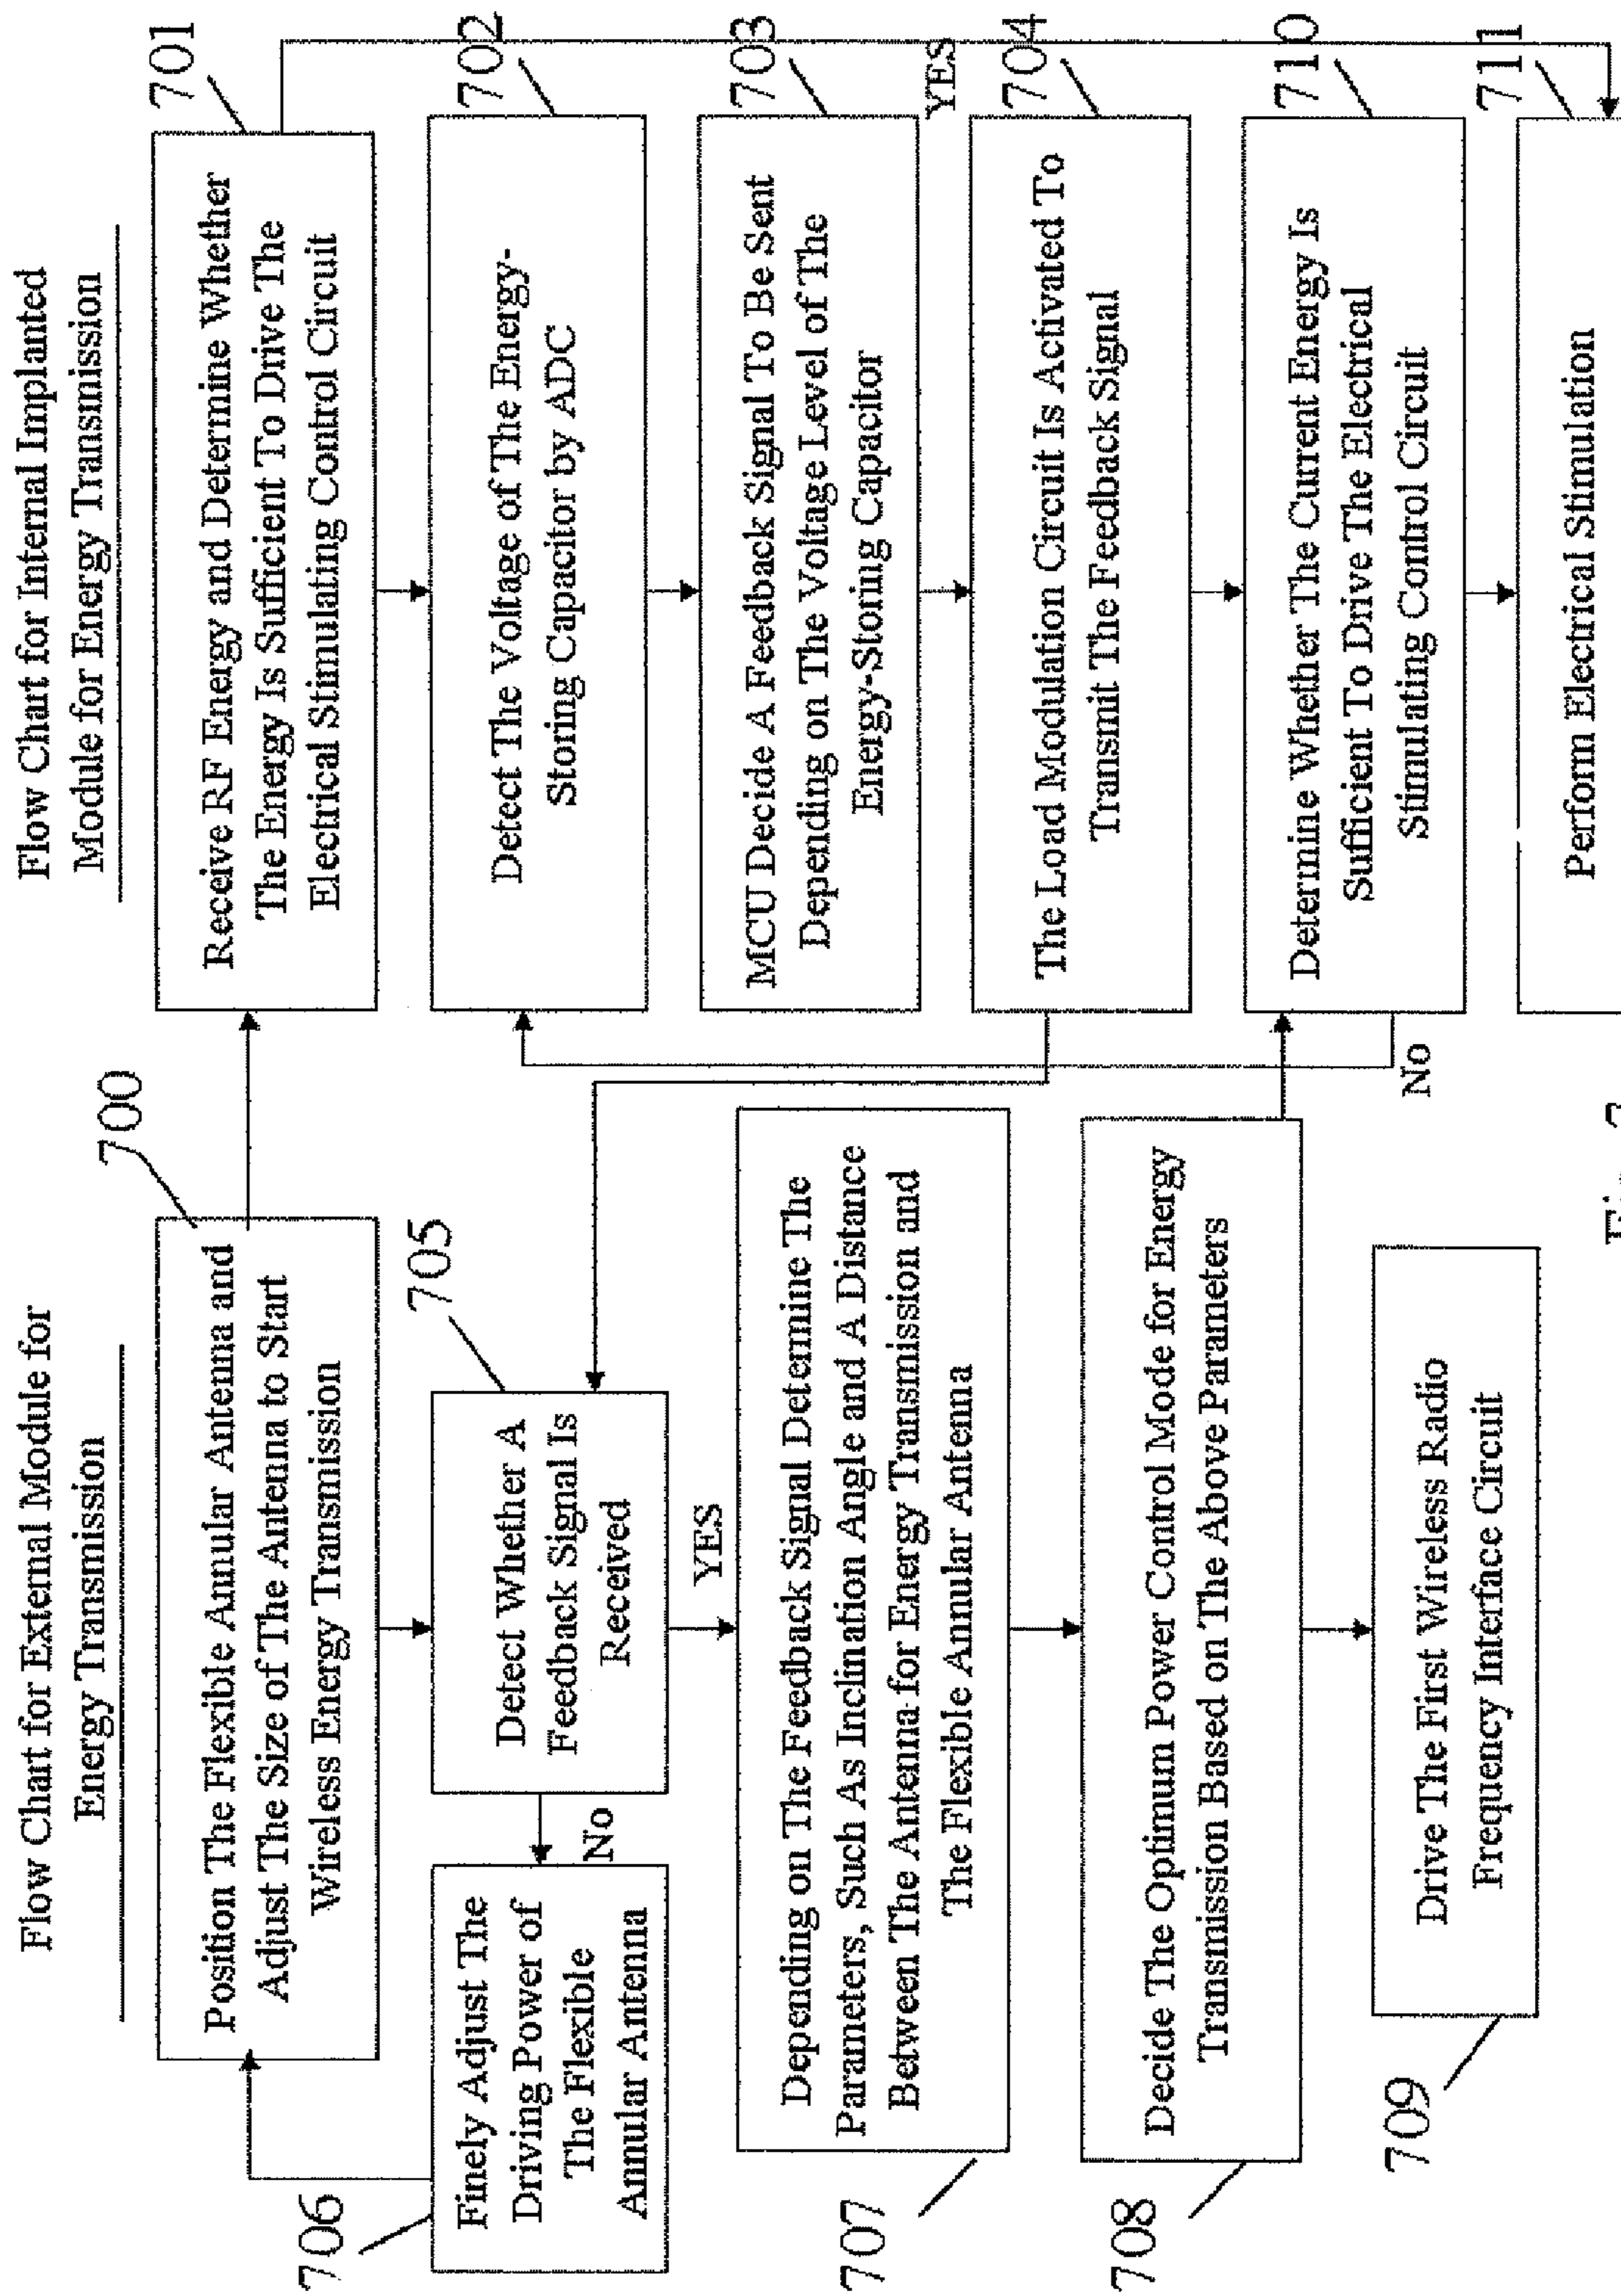 Flow Chart for External Module for
Energy Transmission
700
Position The Flexible Annular Antenna and
Adjust The Size of The Antenna to Start
Wireless Energy Transmission
705
Detect Whether A
Feedback Signal Is
Received
No
YES
706
Finely Adjust The
Driving Power of
The Flexible
Annular Antenna
707
Depending on The Feedback Signal Determine The
Parameters, Such As Inclination Angle and A Distance
Between The Antenna for Energy Transmission and
The Flexible Annular Antenna
708
Decide The Optimum Power Control Mode for Energy
Transmission Based on The Above Parameters
709
Drive The First Wireless Radio
Frequency Interface Circuit
Flow Chart for Internal Implanted
Module for Energy Transmission
701
Receive RF Energy and Determine Whether
The Energy Is Sufficient To Drive The
Electrical Stimulating Control Circuit
702
Detect The Voltage of The Energy-
Storing Capacitor by ADC
703
MCU Decide A Feedback Signal To Be Sent
Depending on The Voltage Level of The
Energy-Storing Capacitor
YES
704
The Load Modulation Circuit Is Activated To
Transmit The Feedback Signal
710
Determine Whether The Current Energy Is
Sufficient To Drive The Electrical
Stimulating Control Circuit
No
711
Perform Electrical Stimulation